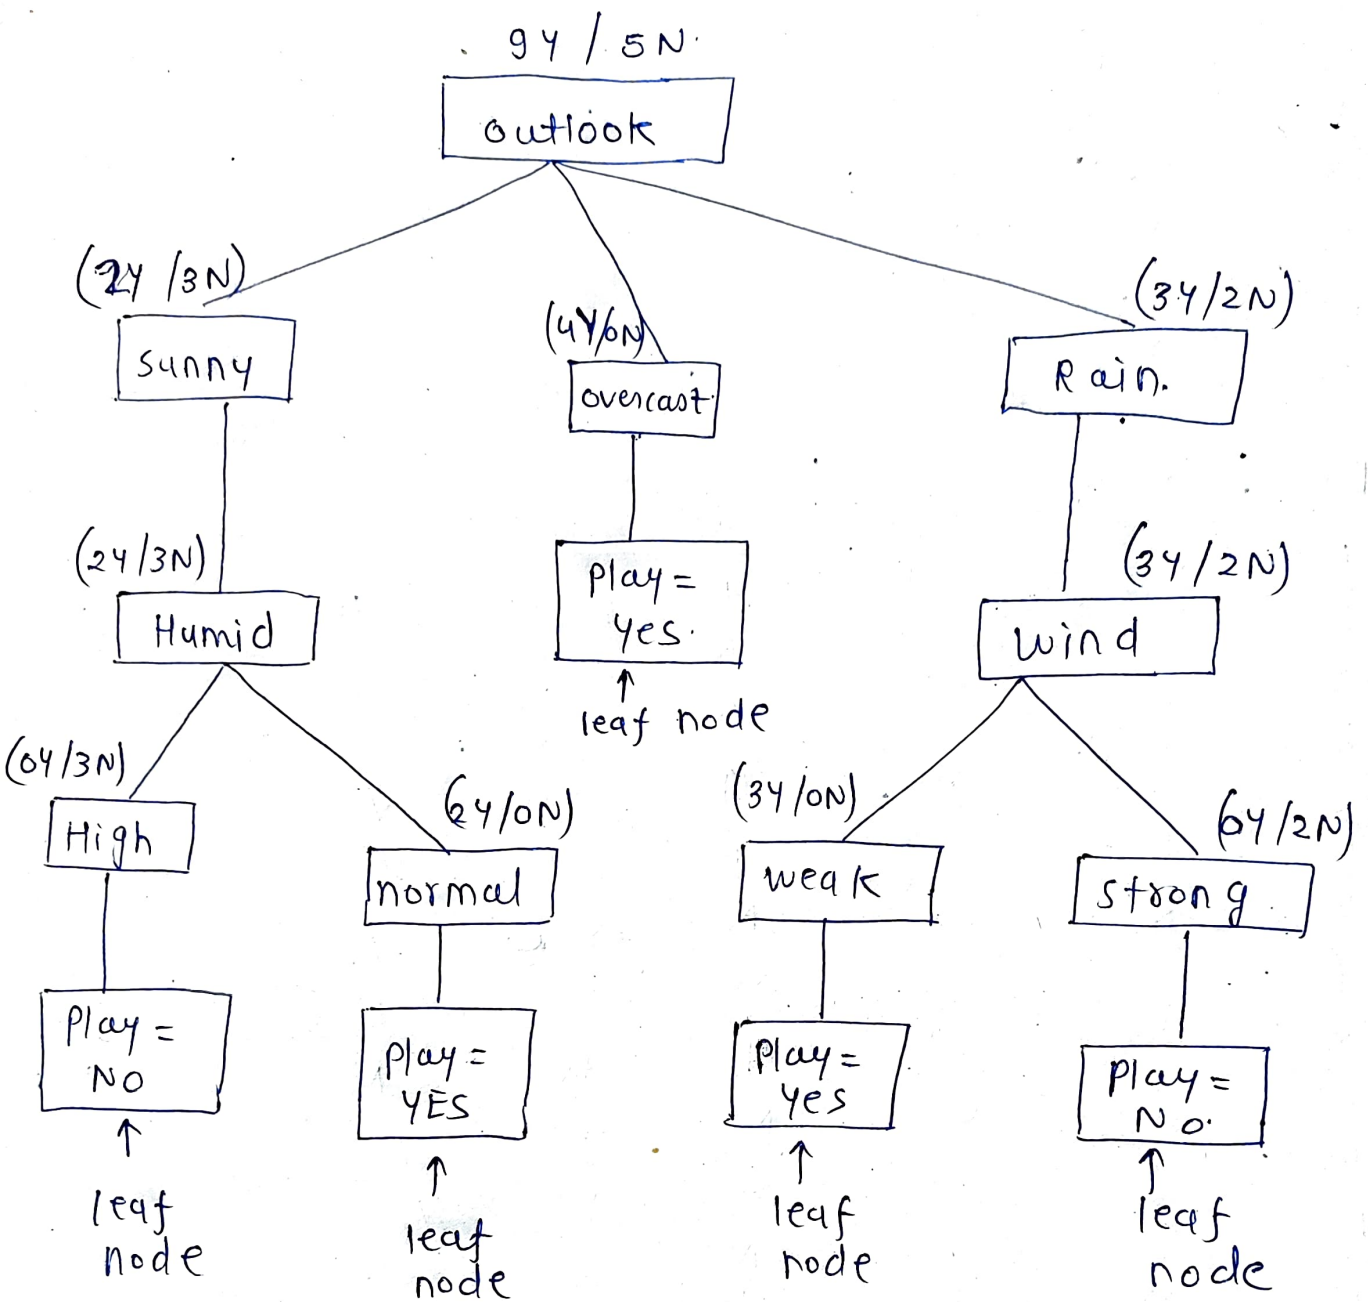 9Y / 5N
outlook
(2Y /3N)
(4Y/0N)
(3Y/2N)
sunny
overcast
Rain.
(2Y/3N)
(3Y/2N)
Humid
Play =
yes.
wind
leaf node
(0Y/3N)
(2Y/0N)
(3Y/0N)
(0Y/2N)
High
normal
weak
strong
Play =
NO
Play =
YES
Play =
Yes
Play =
No.
leaf
node
leaf
node
leaf
node
leaf
node